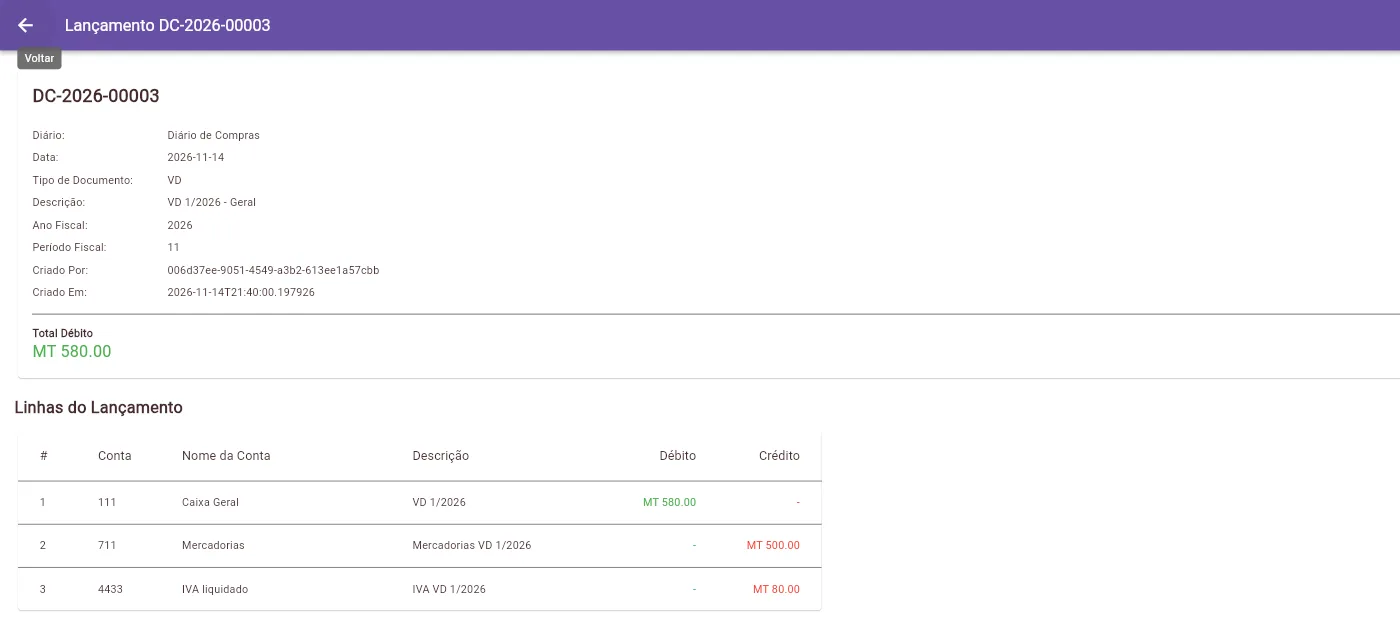 Lançamento DC-2026-00003
Voltar
DC-2026-00003
Diário: Diário de Compras
Data: 2026-11-14
Tipo de Documento: VD
Descrição: VD 1/2026 - Geral
Ano Fiscal: 2026
Período Fiscal: 11
Criado Por: 006d37ee-9051-4549-a3b2-613ee1a57cbb
Criado Em: 2026-11-14T21:40:00.197926
Total Débito
MT 580.00
Linhas do Lançamento
# Conta Nome da Conta Descrição Débito Crédito
1 111 Caixa Geral VD 1/2026 MT 580.00 -
2 711 Mercadorias Mercadorias VD 1/2026 - MT 500.00
3 4433 IVA liquidado IVA VD 1/2026 - MT 80.00